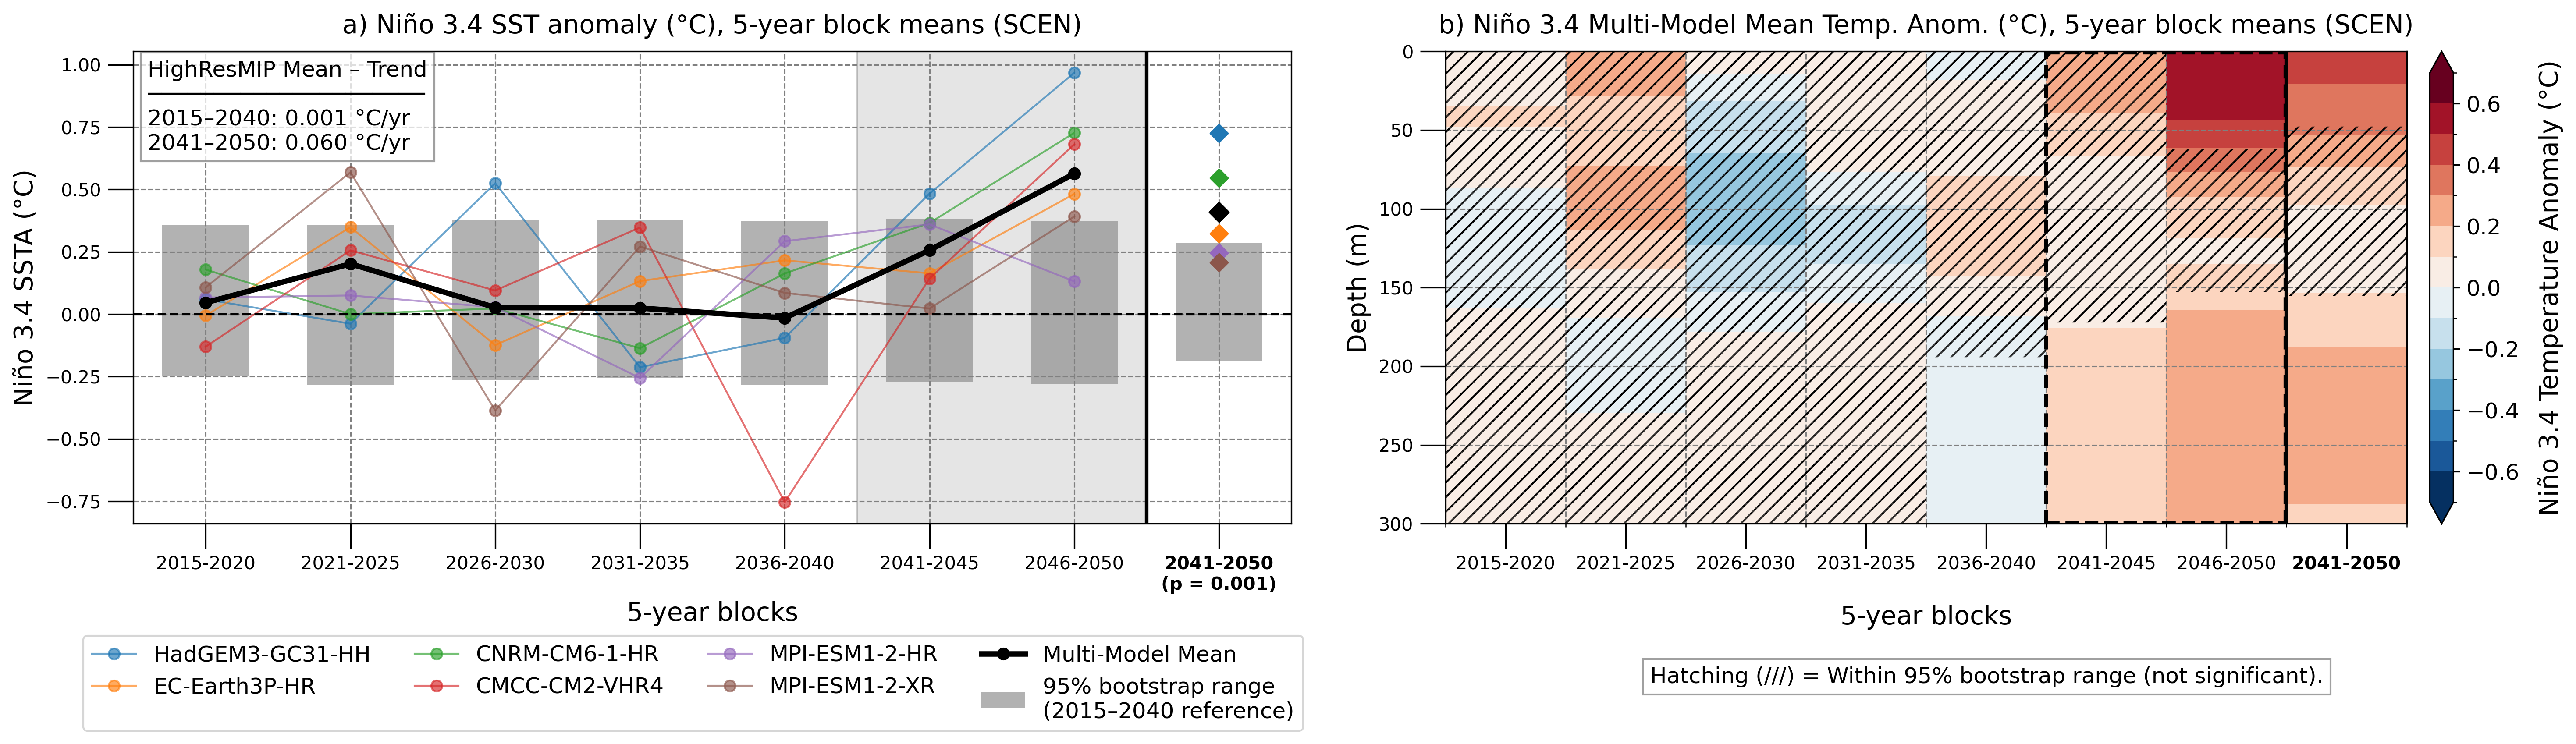 a) Niño 3.4 SST anomaly (°C), 5-year block means (SCEN)
HighResMIP Mean – Trend
2015–2040: 0.001 °C/yr
2041–2050: 0.060 °C/yr
Niño 3.4 SSTA (°C)
1.00
0.75
0.50
0.25
0.00
−0.25
−0.50
−0.75
2015-2020
2021-2025
2026-2030
2031-2035
2036-2040
2041-2045
2046-2050
2041-2050
(p = 0.001)
5-year blocks
HadGEM3-GC31-HH
EC-Earth3P-HR
CNRM-CM6-1-HR
CMCC-CM2-VHR4
MPI-ESM1-2-HR
MPI-ESM1-2-XR
Multi-Model Mean
95% bootstrap range
(2015–2040 reference)
b) Niño 3.4 Multi-Model Mean Temp. Anom. (°C), 5-year block means (SCEN)
Depth (m)
0
50
100
150
200
250
300
2015-2020
2021-2025
2026-2030
2031-2035
2036-2040
2041-2045
2046-2050
2041-2050
5-year blocks
Hatching (///) = Within 95% bootstrap range (not significant).
0.6
0.4
0.2
0.0
−0.2
−0.4
−0.6
Niño 3.4 Temperature Anomaly (°C)